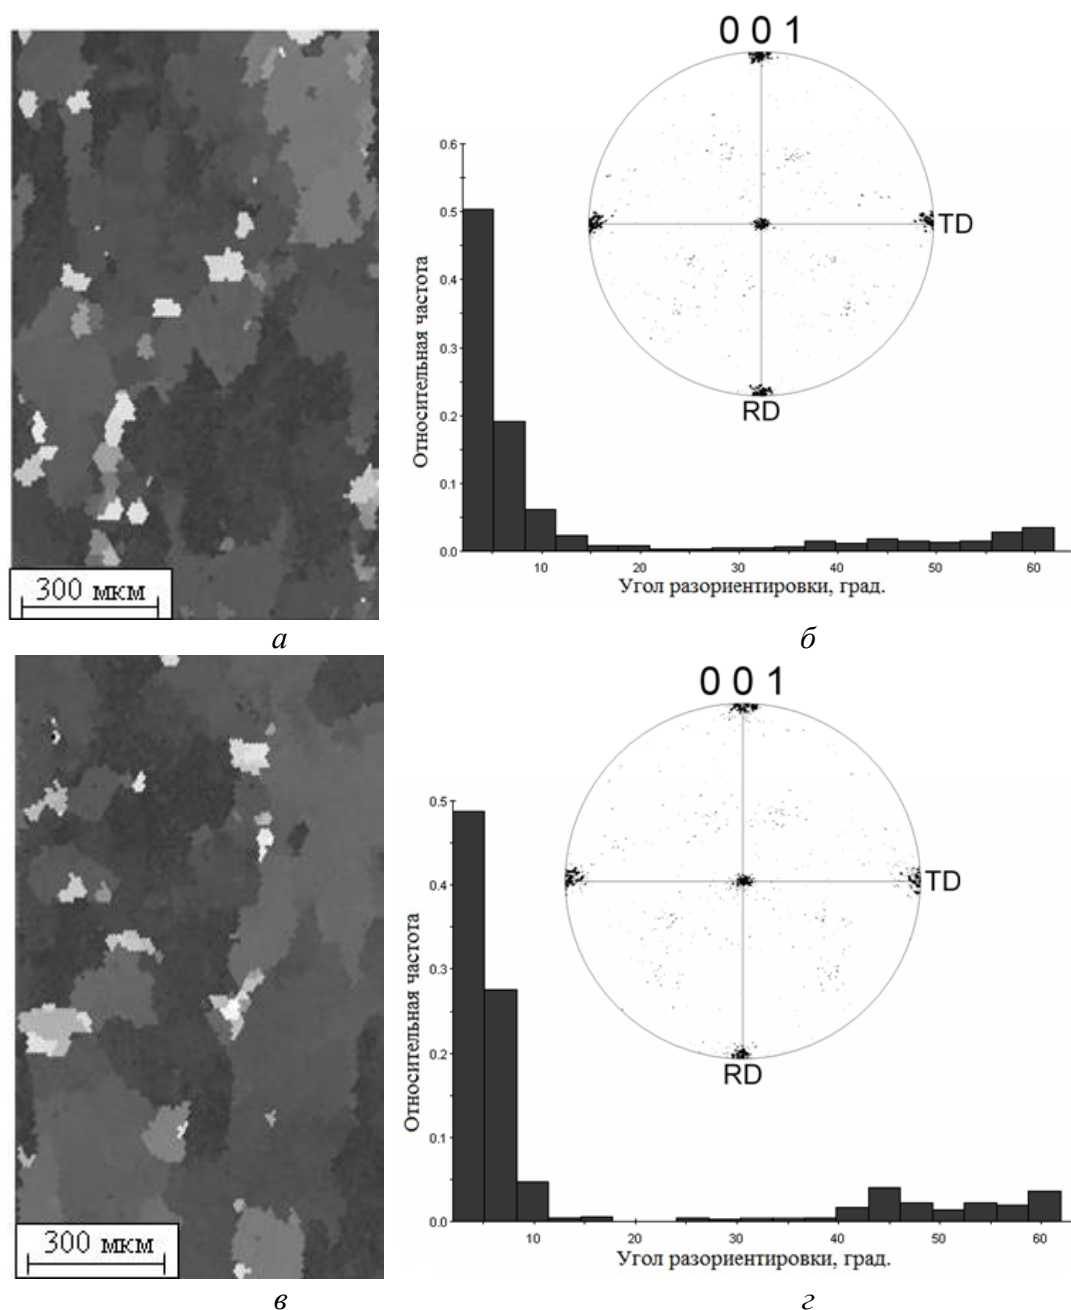 0 0 1
TD
RD
0.6
0.5
0.4
0.3
0.2
0.1
0.0
Относительная частота
10 20 30 40 50 60
Угол разориентировки, град.
300 мкм
а б
0 0 1
TD
RD
0.5
0.4
0.3
0.2
0.1
0.0
Относительная частота
10 20 30 40 50 60
Угол разориентировки, град.
300 мкм
в г